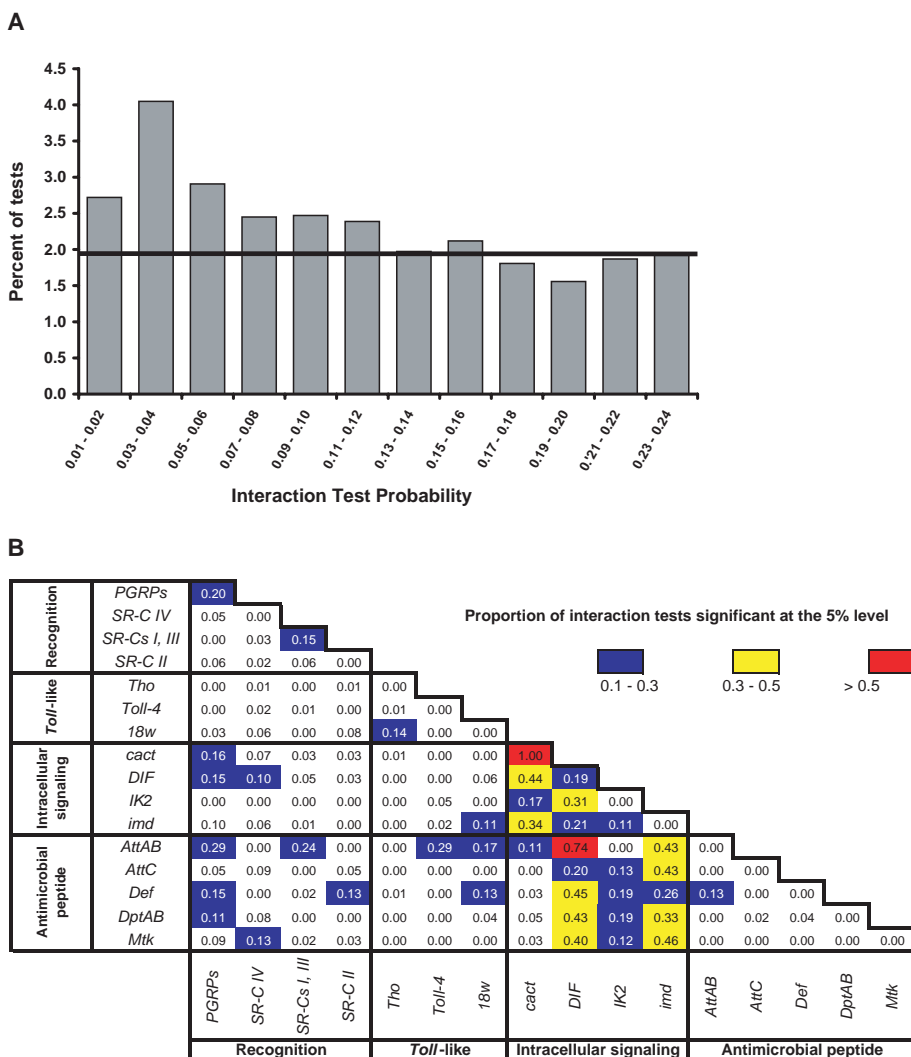 A
4.5
4.0
3.5
3.0
2.5
2.0
1.5
1.0
0.5
0.0
Percent of tests
0.01 - 0.02
0.03 - 0.04
0.05 - 0.06
0.07 - 0.08
0.09 - 0.10
0.11 - 0.12
0.13 - 0.14
0.15 - 0.16
0.17 - 0.18
0.19 - 0.20
0.'21 - 0.22
0.23 - 0.24
Interaction Test Probability
B
Proportion of interaction tests significant at the 5% level
0.1 - 0.3
0.3 - 0.5
> 0.5
Recognition
PGRPs 0.20
SR-C IV 0.05 0.00
SR-Cs I, III 0.00 0.03 0.15
SR-C II 0.06 0.02 0.06 0.00
Toll-like
Tho 0.00 0.01 0.00 0.01 0.00
Toll-4 0.00 0.02 0.01 0.00 0.01 0.00
18w 0.03 0.06 0.00 0.08 0.14 0.00 0.00
Intracellular signaling
cact 0.16 0.07 0.03 0.03 0.01 0.00 0.00 1.00
DIF 0.15 0.10 0.05 0.03 0.00 0.00 0.06 0.44 0.19
IK2 0.00 0.00 0.00 0.00 0.00 0.05 0.00 0.17 0.31 0.00
imd 0.10 0.06 0.01 0.00 0.00 0.02 0.11 0.34 0.21 0.11 0.00
Antimicrobial peptide
AttAB 0.29 0.00 0.24 0.00 0.00 0.29 0.17 0.11 0.74 0.00 0.43 0.00
AttC 0.05 0.09 0.00 0.05 0.00 0.00 0.00 0.00 0.20 0.13 0.43 0.00 0.00
Def 0.15 0.00 0.02 0.13 0.01 0.00 0.13 0.03 0.45 0.19 0.26 0.13 0.00 0.00
DptAB 0.11 0.08 0.00 0.00 0.00 0.00 0.04 0.05 0.43 0.19 0.33 0.00 0.02 0.04 0.00
Mtk 0.09 0.13 0.02 0.03 0.00 0.00 0.00 0.03 0.40 0.12 0.46 0.00 0.00 0.00 0.00 0.00
PGRPs SR-C IV SR-Cs I, III SR-C II Tho Toll-4 18w cact DIF IK2 imd AttAB AttC Def DptAB Mtk
Recognition Toll-like Intracellular signaling Antimicrobial peptide